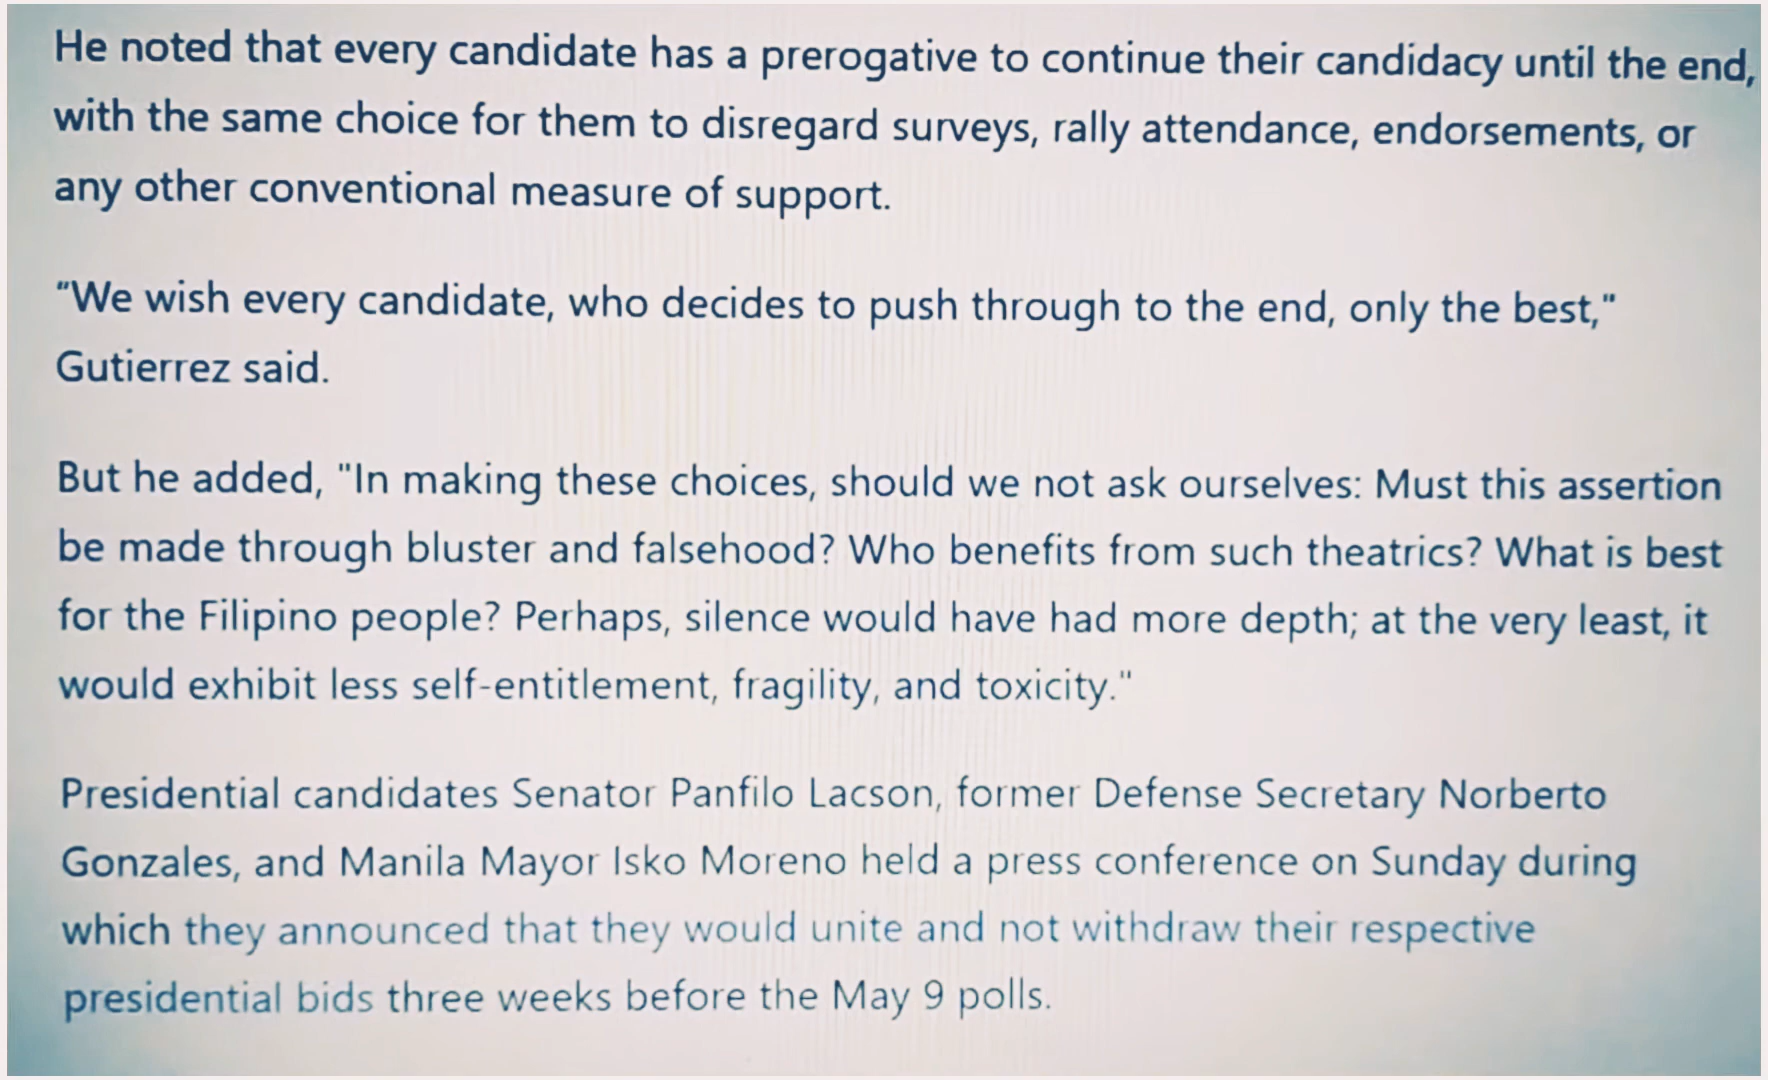 He noted that every candidate has a prerogative to continue their candidacy until the end,
with the same choice for them to disregard surveys, rally attendance, endorsements, or
any other conventional measure of support.
"We wish every candidate, who decides to push through to the end, only the best,"
Gutierrez said.
But he added, "In making these choices, should we not ask ourselves: Must this assertion
be made through bluster and falsehood? Who benefits from such theatrics? What is best
for the Filipino people? Perhaps, silence would have had more depth; at the very least, it
would exhibit less self-entitlement, fragility, and toxicity."
Presidential candidates Senator Panfilo Lacson, former Defense Secretary Norberto
Gonzales, and Manila Mayor Isko Moreno held a press conference on Sunday during
which they announced that they would unite and not withdraw their respective
presidential bids three weeks before the May 9 polls.